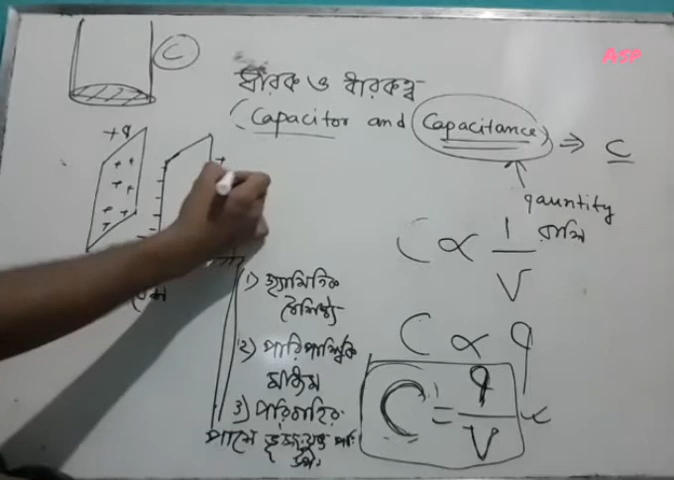 ASP
C
ধারক ও ধারকত্ব
(Capacitor and Capacitance) ⇒ C
qauntity
রাশি
+q
C ∝ 1/V
C ∝ q
C = q/V
1) জ্যামিতিক
বৈশিষ্ট্য
2) পারিপার্শ্বিক
মাধ্যম
3) পরিবাহির
পাশে